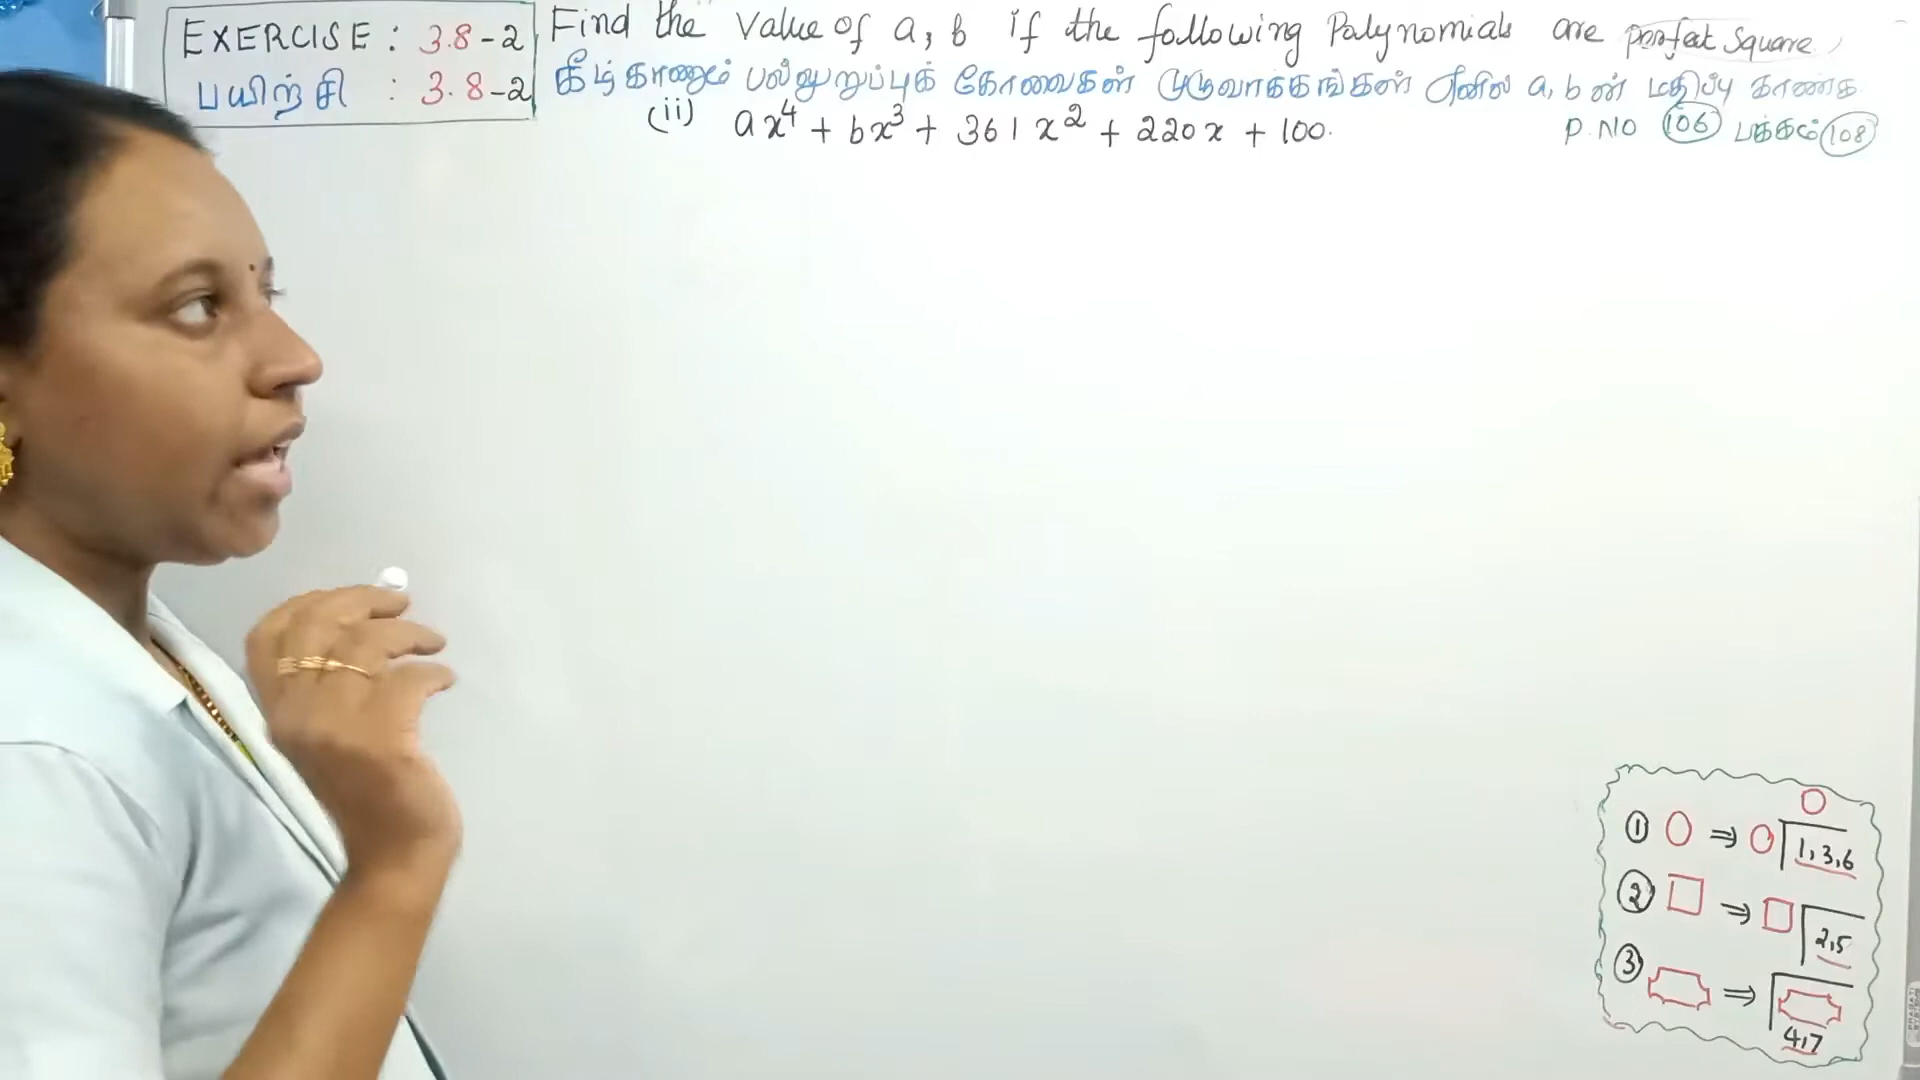 EXERCISE : 3.8-2
பயிற்சி : 3.8-2
Find the value of a, b if the following Polynomials are perfect square
கீழ்காணும் பல்லுறுப்புக் கோவைகள் முழுவர்க்கங்கள் எனில் a, b ன் மதிப்பு காண்க
(ii) ax⁴ + bx³ + 361x² + 220x + 100.
P.NO 106 பக்கம் 108
① ⇒ 1,3,6
② ⇒ 2,5
③ ⇒
4,7